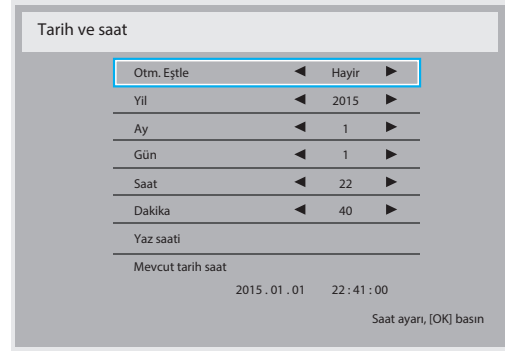 Tarih ve saat
Otm. Eştle ◀ Hayir ▶
Yil ◀ 2015 ▶
Ay ◀ 1 ▶
Gün ◀ 1 ▶
Saat ◀ 22 ▶
Dakika ◀ 40 ▶
Yaz saati
Mevcut tarih saat
2015 . 01 . 01 22 : 41 : 00
Saat ayarı, [OK] basın